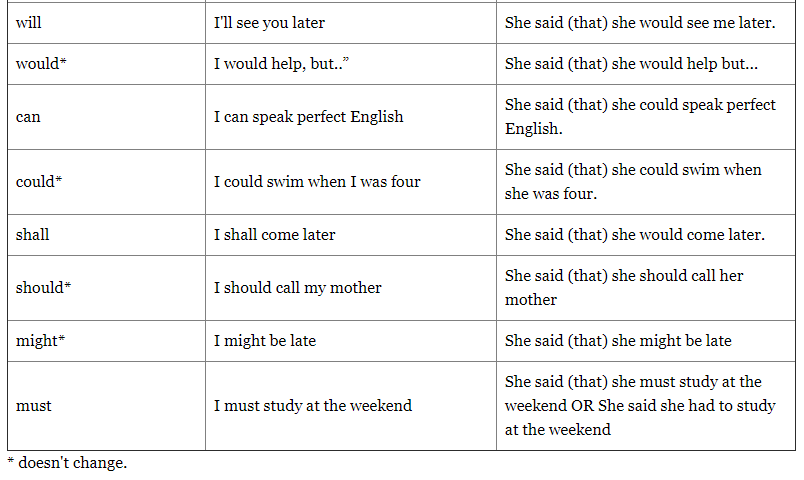 will I'll see you later She said (that) she would see me later.
would* I would help, but..” She said (that) she would help but...
can I can speak perfect English She said (that) she could speak perfect
English.
could* I could swim when I was four She said (that) she could swim when
she was four.
shall I shall come later She said (that) she would come later.
should* I should call my mother She said (that) she should call her
mother
might* I might be late She said (that) she might be late
must I must study at the weekend She said (that) she must study at the
weekend OR She said she had to study
at the weekend
* doesn't change.